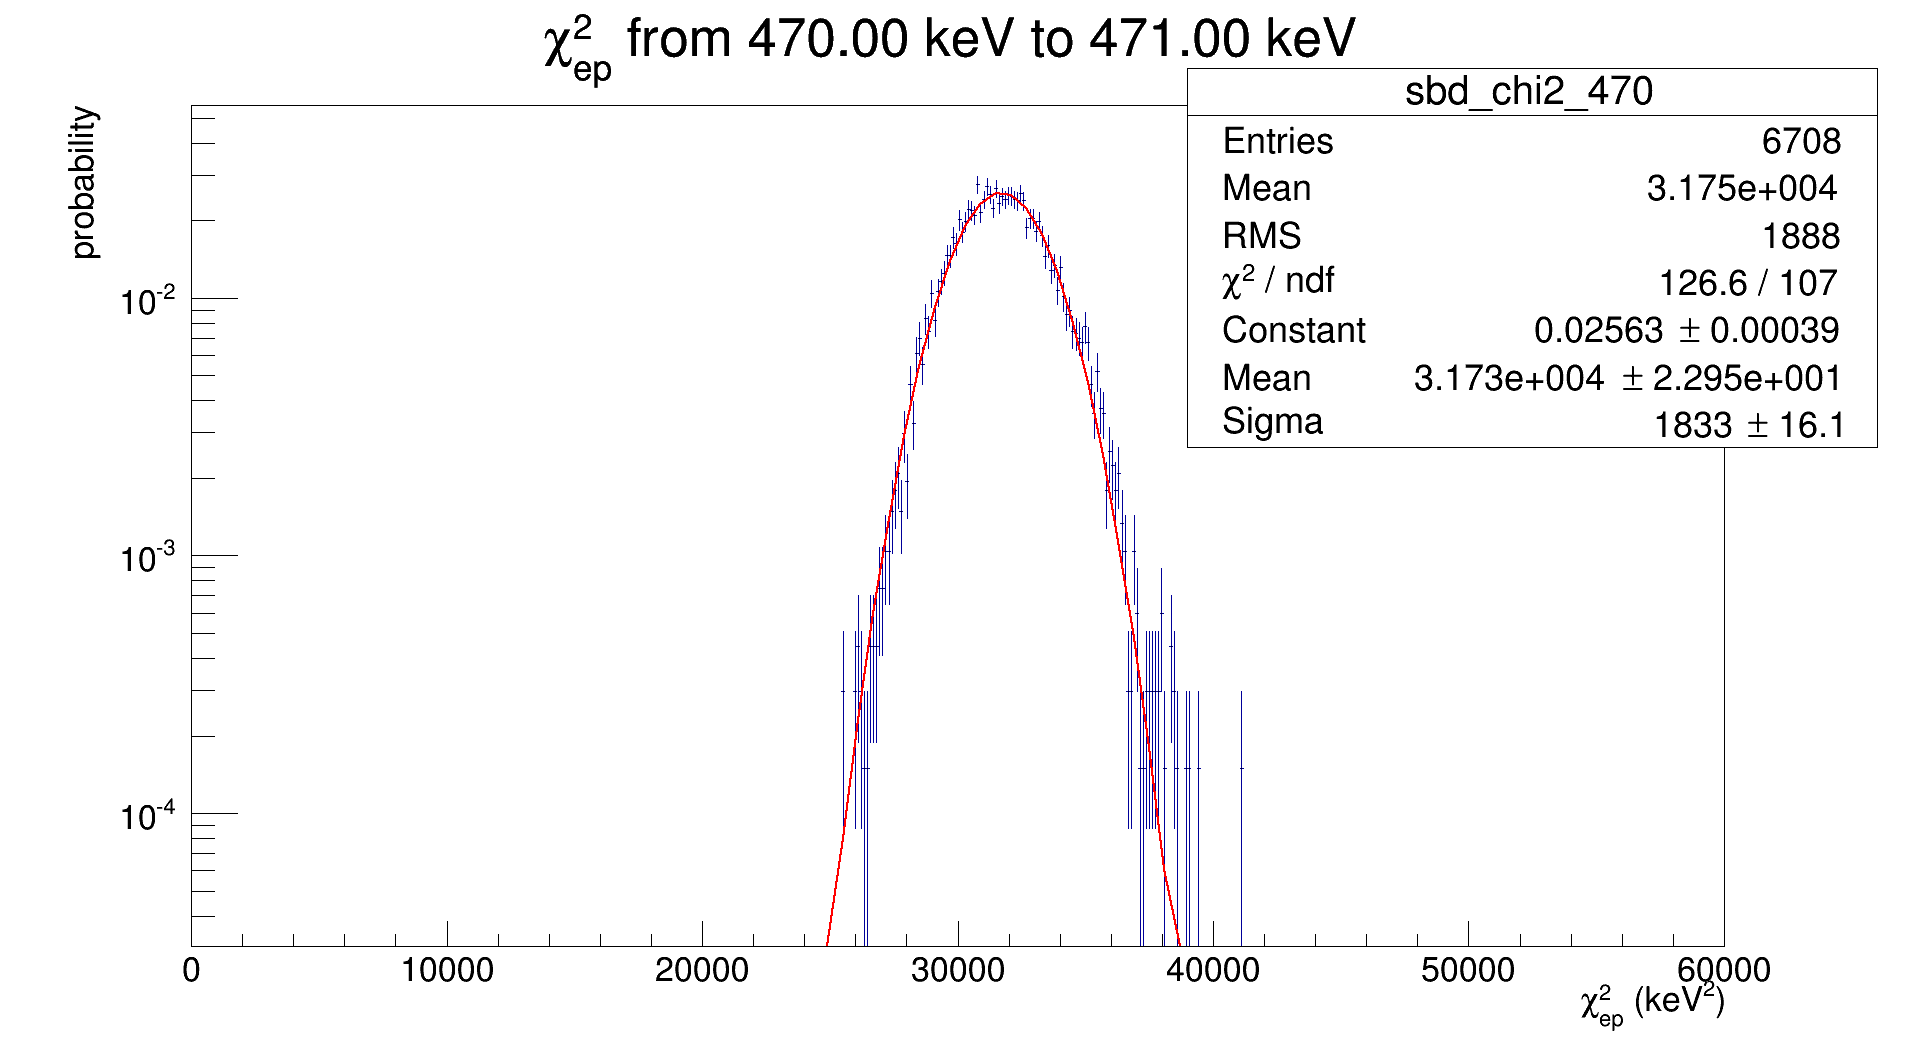 χ²ep from 470.00 keV to 471.00 keV
sbd_chi2_470
Entries 6708
Mean 3.175e+004
RMS 1888
χ² / ndf 126.6 / 107
Constant 0.02563 ± 0.00039
Mean 3.173e+004 ± 2.295e+001
Sigma 1833 ± 16.1
probability
10⁻²
10⁻³
10⁻⁴
0 10000 20000 30000 40000 50000 60000
χ²ep (keV²)